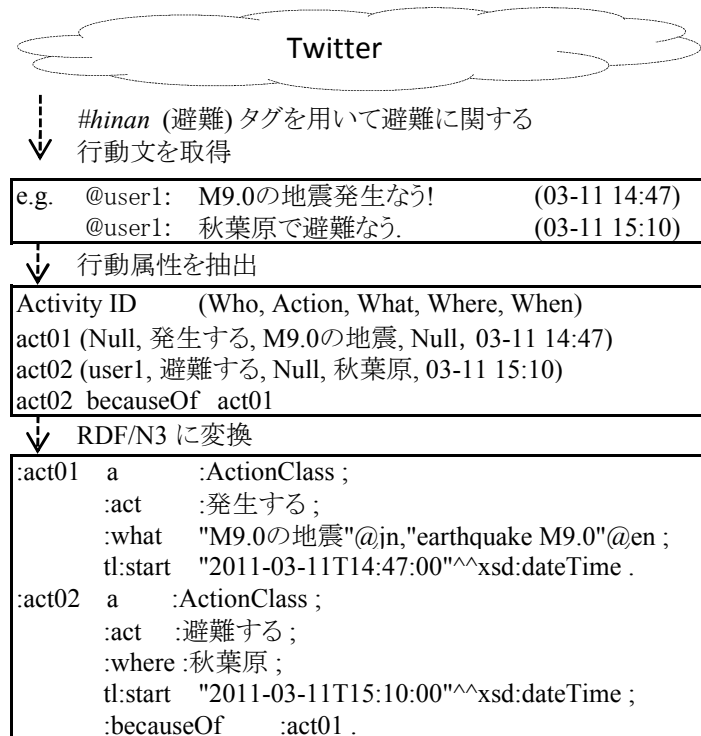 Twitter
#hinan (避難) タグを用いて避難に関する
行動文を取得
e.g. @user1: M9.0の地震発生なう! (03-11 14:47)
@user1: 秋葉原で避難なう. (03-11 15:10)
行動属性を抽出
Activity ID (Who, Action, What, Where, When)
act01 (Null, 発生する, M9.0の地震, Null, 03-11 14:47)
act02 (user1, 避難する, Null, 秋葉原, 03-11 15:10)
act02 becauseOf act01
RDF/N3 に変換
:act01 a :ActionClass ;
:act :発生する ;
:what "M9.0の地震"@jn,"earthquake M9.0"@en ;
tl:start "2011-03-11T14:47:00"^^xsd:dateTime .
:act02 a :ActionClass ;
:act :避難する ;
:where :秋葉原 ;
tl:start "2011-03-11T15:10:00"^^xsd:dateTime ;
:becauseOf :act01 .